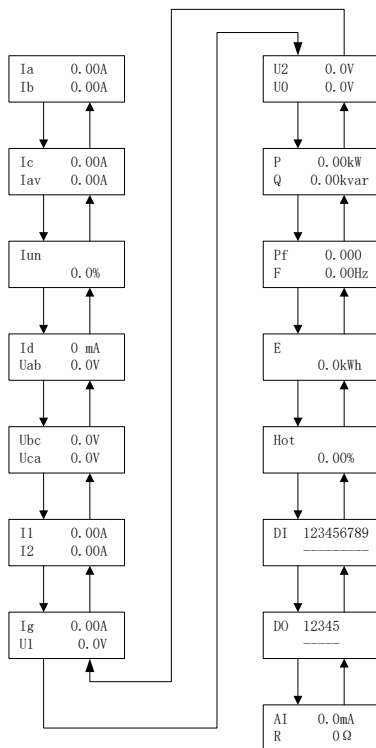 Ia 0.00A
Ib 0.00A
Ic 0.00A
Iav 0.00A
Iun
0.0%
Id 0 mA
Uab 0.0V
Ubc 0.0V
Uca 0.0V
I1 0.00A
I2 0.00A
Ig 0.00A
U1 0.0V
U2 0.0V
U0 0.0V
P 0.00kW
Q 0.00kvar
Pf 0.000
F 0.00Hz
E
0.0kWh
Hot
0.00%
DI 123456789
---------
DO 12345
-----
AI 0.0mA
R 0Ω